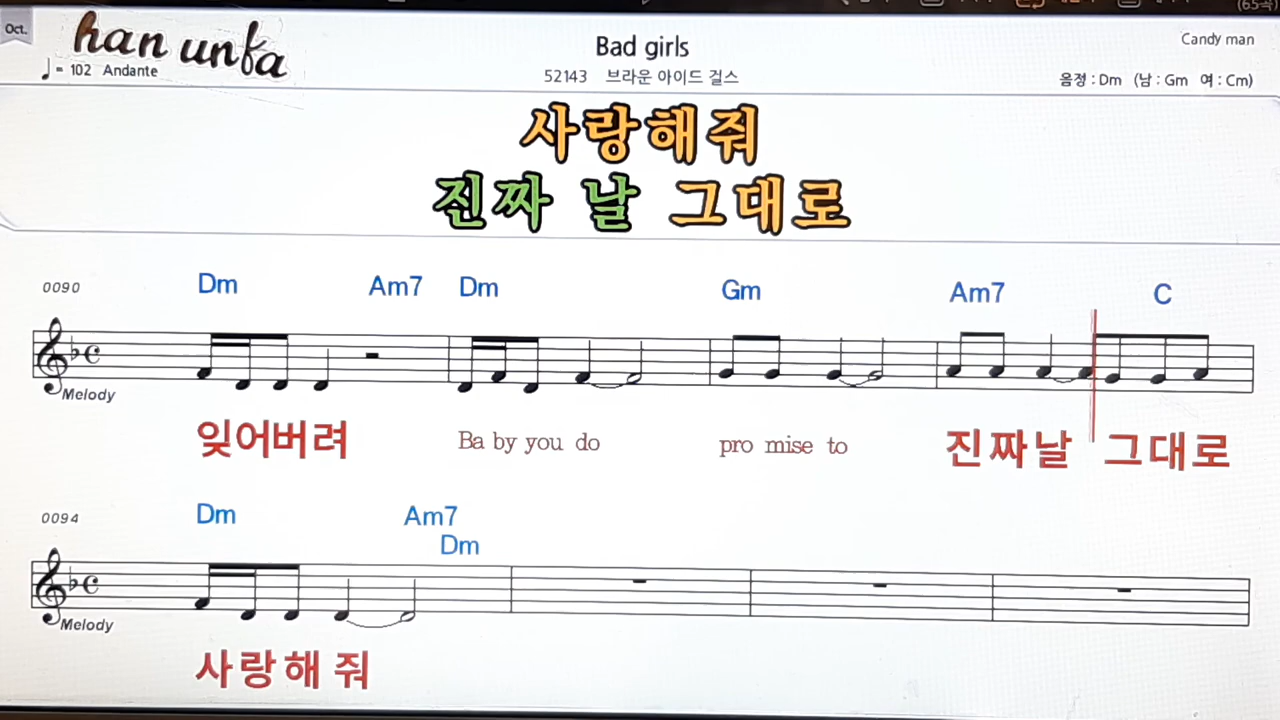 (65곡)
Oct.
han unfa
Bad girls
Candy man
♩ = 102 Andante
52143 브라운 아이드 걸스
음정 : Dm (남 : Gm 여 : Cm)
사랑해줘
진짜 날 그대로
0090
Dm Am7 Dm Gm Am7 C
Melody
잊어버려 Ba by you do pro mise to 진짜날 그대로
0094
Dm Am7
Dm
Melody
사랑해 줘